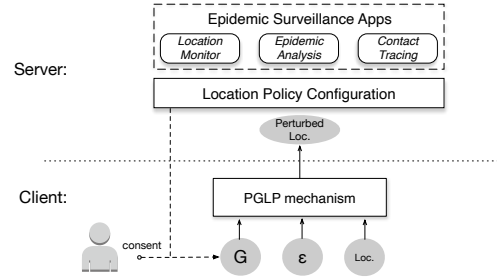 Epidemic Surveillance Apps
Location Monitor
Epidemic Analysis
Contact Tracing
Server:
Location Policy Configuration
Perturbed Loc.
Client:
PGLP mechanism
consent
G
ε
Loc.